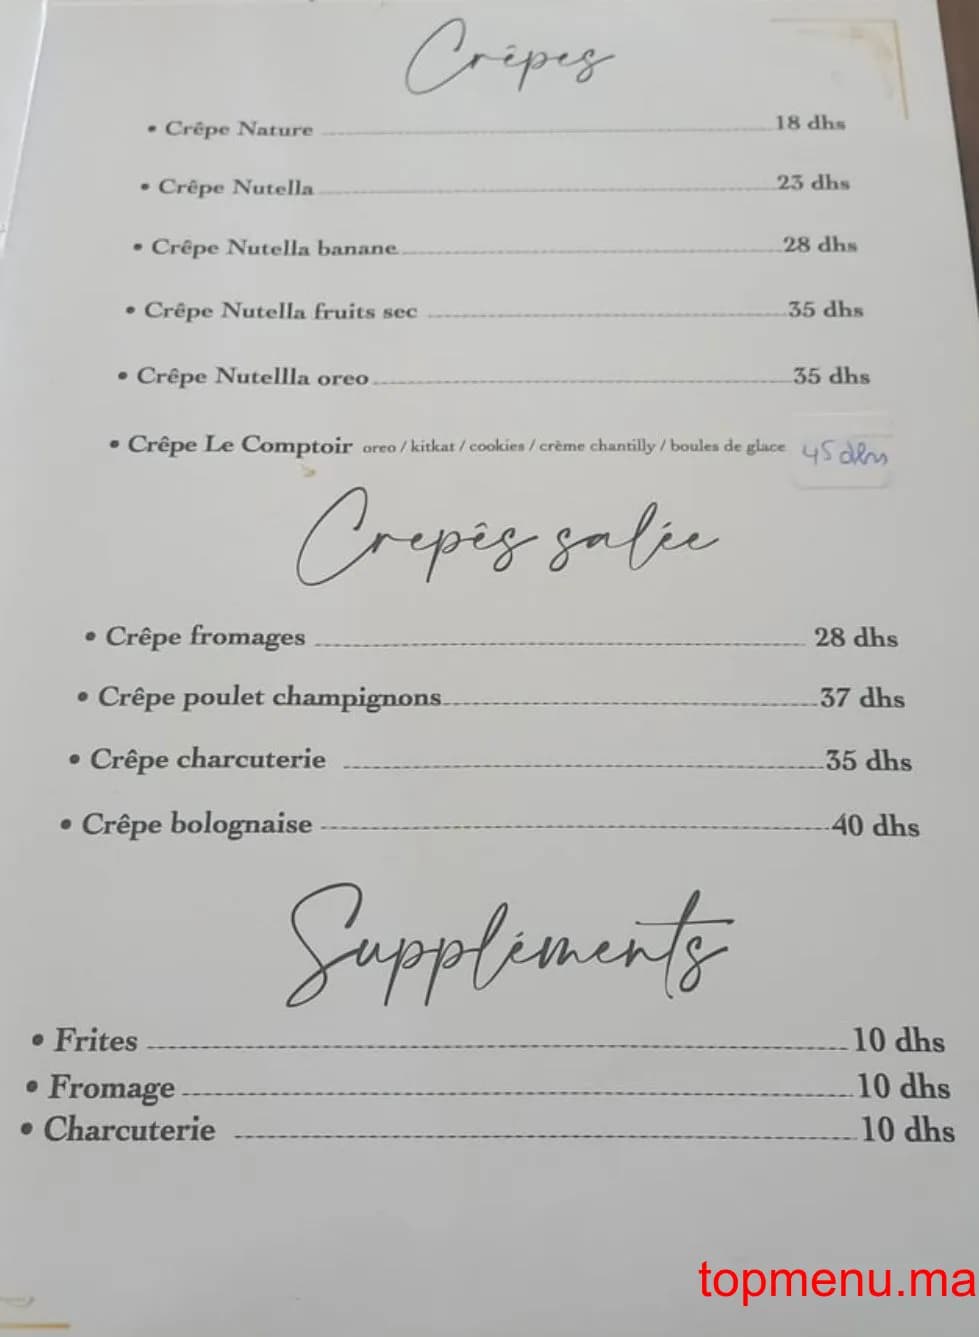 Crêpes
• Crêpe Nature 18 dhs
• Crêpe Nutella 23 dhs
• Crêpe Nutella banane 28 dhs
• Crêpe Nutella fruits sec 35 dhs
• Crêpe Nutellla oreo 35 dhs
• Crêpe Le Comptoir oreo / kitkat / cookies / crème chantilly / boules de glace 45 dhs
Crepês salée
• Crêpe fromages 28 dhs
• Crêpe poulet champignons 37 dhs
• Crêpe charcuterie 35 dhs
• Crêpe bolognaise 40 dhs
Suppléments
• Frites 10 dhs
• Fromage 10 dhs
• Charcuterie 10 dhs
topmenu.ma